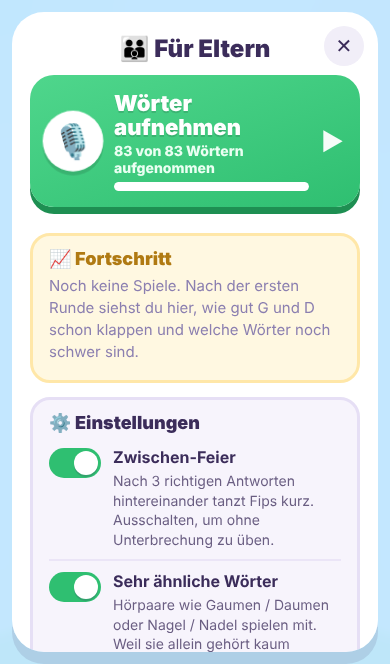 Für Eltern
Wörter
aufnehmen
83 von 83 Wörtern
aufgenommen
Fortschritt
Noch keine Spiele. Nach der ersten
Runde siehst du hier, wie gut G und D
schon klappen und welche Wörter noch
schwer sind.
Einstellungen
Zwischen-Feier
Nach 3 richtigen Antworten
hintereinander tanzt Fips kurz.
Ausschalten, um ohne
Unterbrechung zu üben.
Sehr ähnliche Wörter
Hörpaare wie Gaumen / Daumen
oder Nagel / Nadel spielen mit.
Weil sie allein gehört kaum